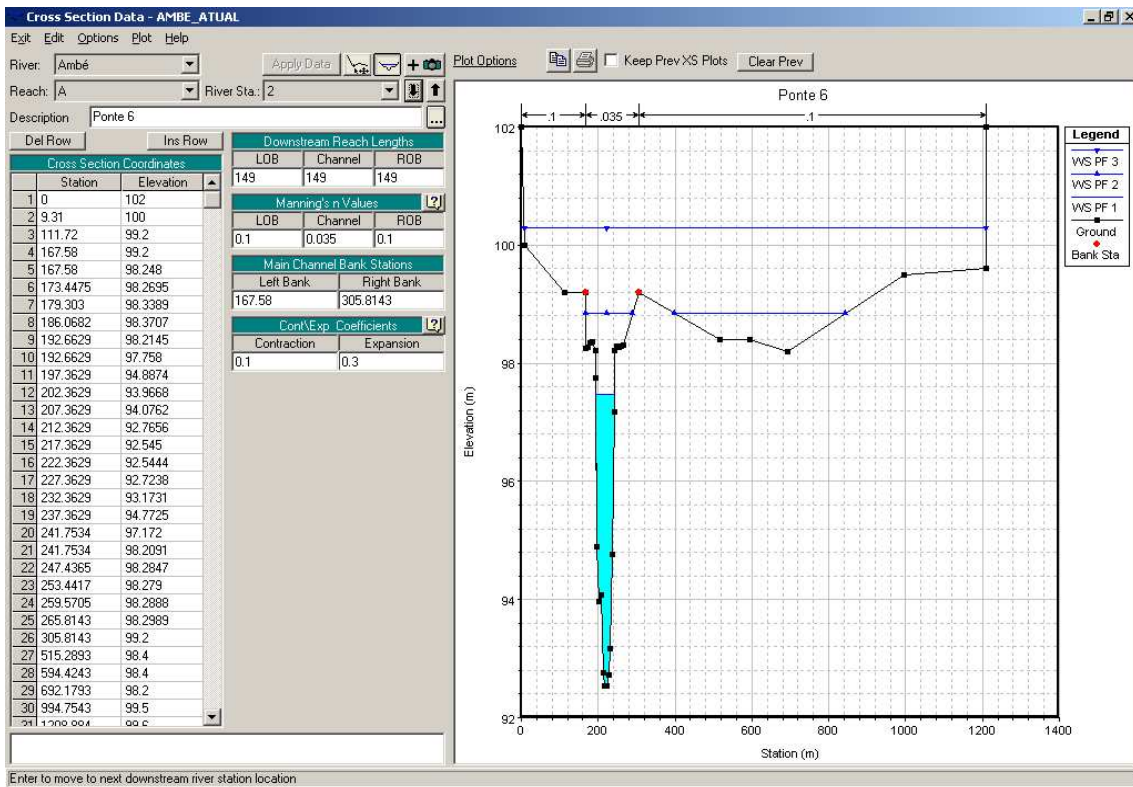 Cross Section Data - AMBE_ATUAL
Exit Edit Options Plot Help
River: Ambé Apply Data
Plot Options Keep Prev XS Plots Clear Prev
Reach: A River Sta.: 2
Description Ponte 6 ...
Del Row Ins Row
Cross Section Coordinates
Station Elevation
1 0 102
2 9.31 100
3 111.72 99.2
4 167.58 99.2
5 167.58 98.248
6 173.4475 98.2695
7 179.303 98.3389
8 186.0682 98.3707
9 192.6629 98.2145
10 192.6629 97.758
11 197.3629 94.8874
12 202.3629 93.9668
13 207.3629 94.0762
14 212.3629 92.7656
15 217.3629 92.545
16 222.3629 92.5444
17 227.3629 92.7238
18 232.3629 93.1731
19 237.3629 94.7725
20 241.7534 97.172
21 241.7534 98.2091
22 247.4365 98.2847
23 253.4417 98.279
24 259.5705 98.2888
25 265.8143 98.2989
26 305.8143 99.2
27 515.2893 98.4
28 594.4243 98.4
29 692.1793 98.2
30 994.7543 99.5
31 1208.884 99.6
Downstream Reach Lengths
LOB Channel ROB
149 149 149
Manning's n Values
LOB Channel ROB
0.1 0.035 0.1
Main Channel Bank Stations
Left Bank Right Bank
167.58 305.8143
Cont\Exp Coefficients
Contraction Expansion
0.1 0.3
Ponte 6
.1 .035 .1
102
100
98
96
94
92
Elevation (m)
0 200 400 600 800 1000 1200 1400
Station (m)
Legend
WS PF 3
WS PF 2
WS PF 1
Ground
Bank Sta
Enter to move to next downstream river station location